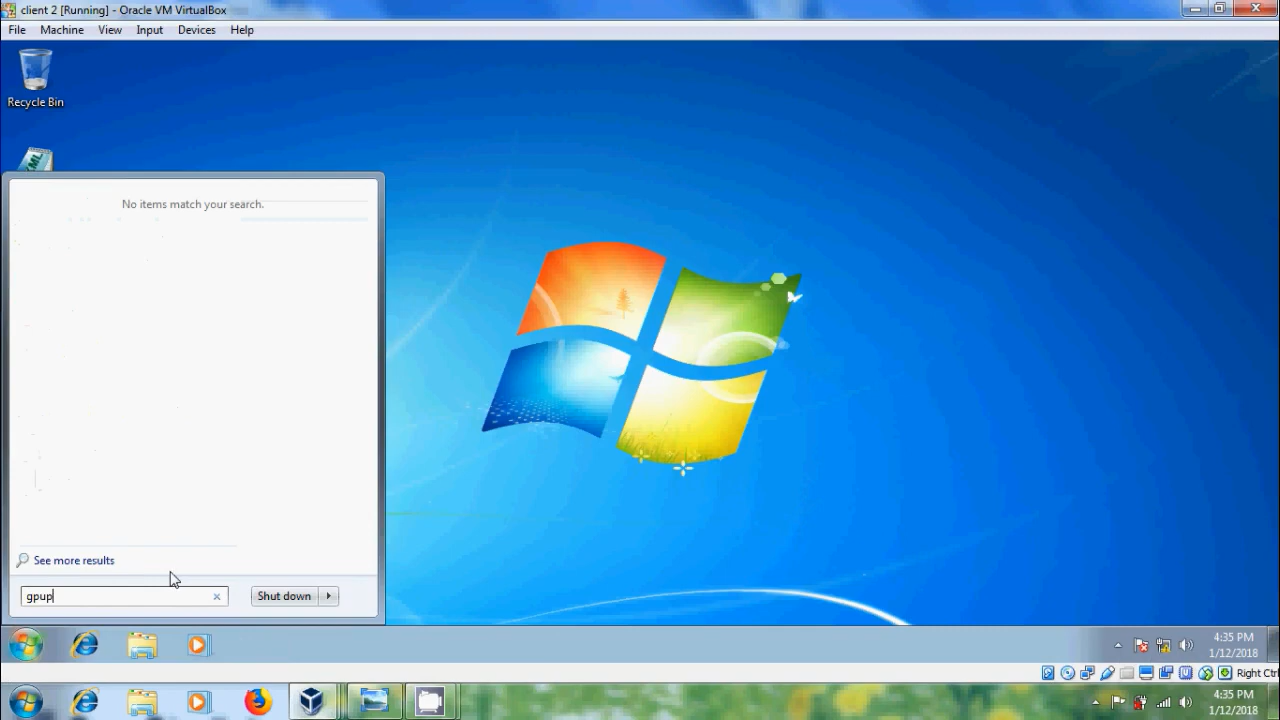 client 2 [Running] - Oracle VM VirtualBox
File Machine View Input Devices Help
Recycle Bin
XML
No items match your search.
See more results
gpup
Shut down
4:35 PM
1/12/2018
Right Ctrl
4:35 PM
1/12/2018